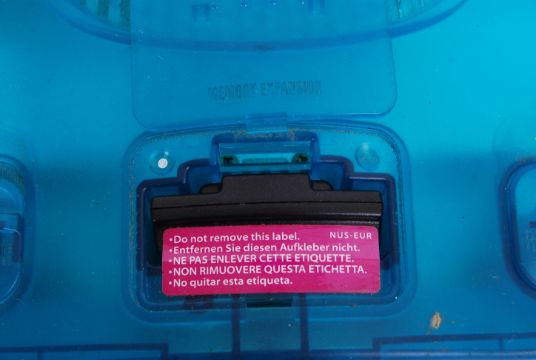 MEMORY EXPANSION
•Do not remove this label. NUS-EUR
•Entfernen Sie diesen Aufkleber nicht.
•NE PAS ENLEVER CETTE ETIQUETTE.
•NON RIMUOVERE QUESTA ETICHETTA.
•No quitar esta etiqueta.